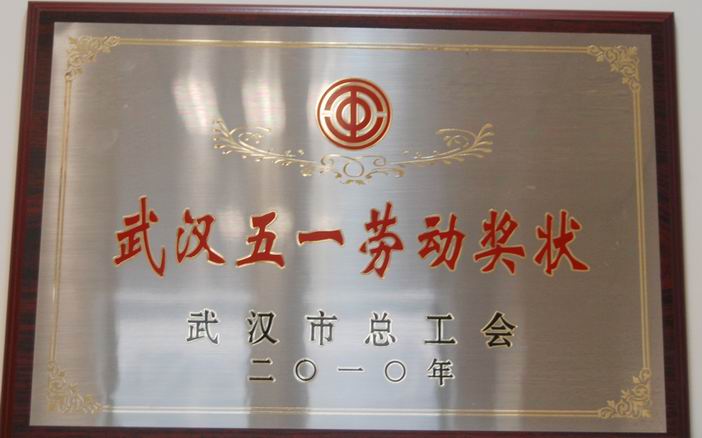 武汉五一劳动奖状
武汉市总工会
二〇一〇年